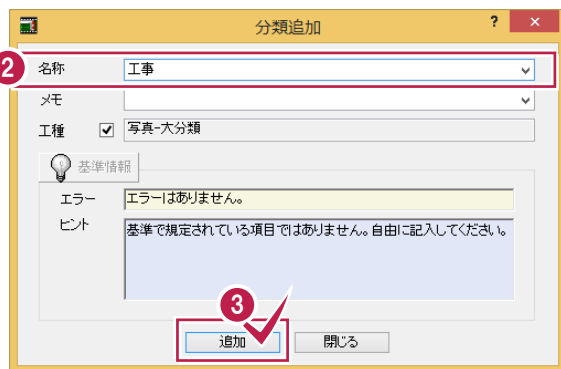 分類追加
? ×
2
名称 工事
メモ
工種 写真-大分類
基準情報
エラー エラーはありません。
ヒント 基準で規定されている項目ではありません。自由に記入してください。
3
追加 閉じる